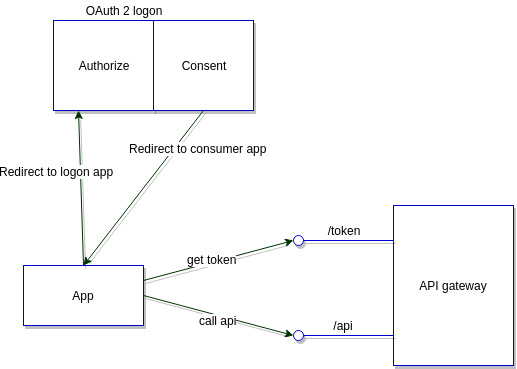 OAuth 2 logon
Authorize
Consent
Redirect to consumer app
Redirect to logon app
/token
get token
App
API gateway
call api
/api